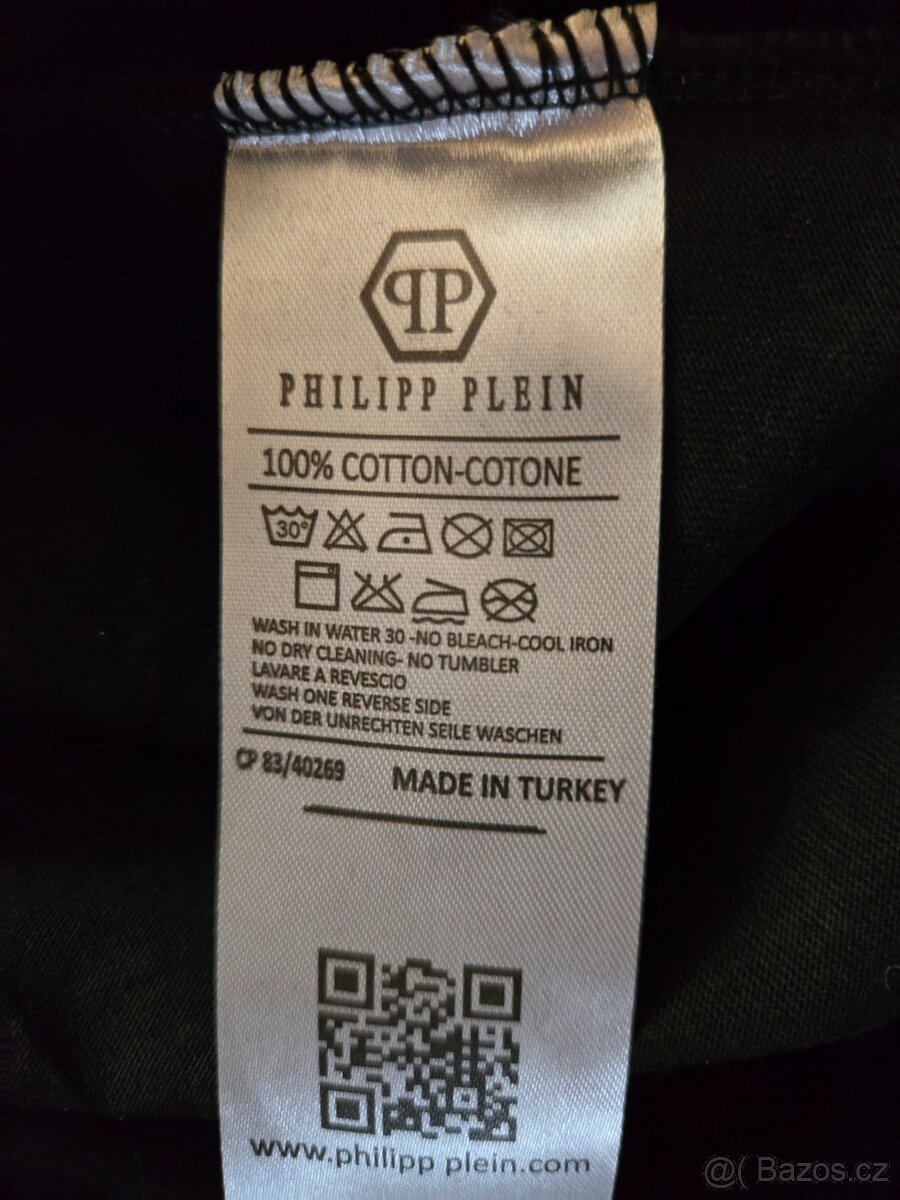 PP
PHILIPP PLEIN
100% COTTON-COTONE
30°
WASH IN WATER 30 -NO BLEACH-COOL IRON
NO DRY CLEANING- NO TUMBLER
LAVARE A REVESCIO
WASH ONE REVERSE SIDE
VON DER UNRECHTEN SEILE WASCHEN
CP 83/40269 MADE IN TURKEY
www.philipp plein.com
@( Bazos.cz